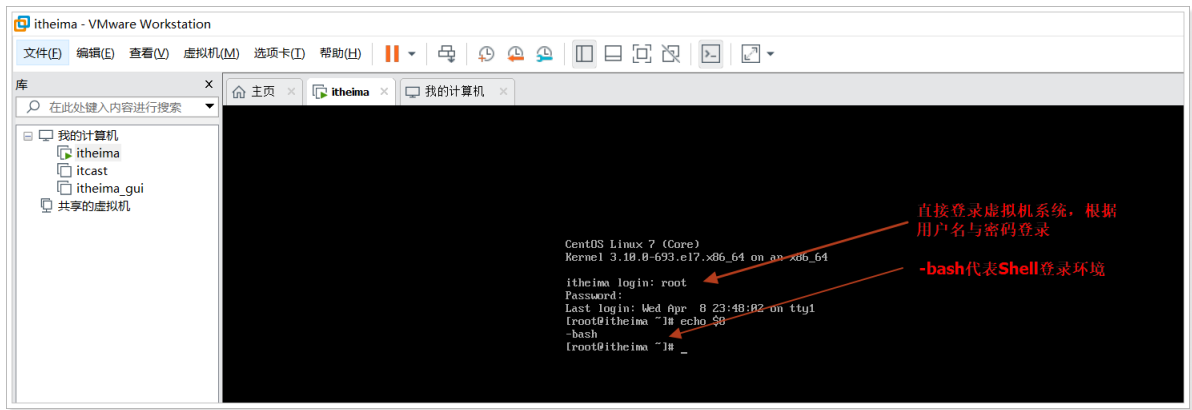 itheima - VMware Workstation
文件(F) 编辑(E) 查看(V) 虚拟机(M) 选项卡(T) 帮助(H)
库 X
在此处键入内容进行搜索
我的计算机
itheima
itcast
itheima_gui
共享的虚拟机
主页 × itheima × 我的计算机 ×
CentOS Linux 7 (Core)
Kernel 3.10.0-693.el7.x86_64 on an x86_64
itheima login: root
Password:
Last login: Wed Apr  8 23:48:02 on tty1
[root@itheima ~]# echo $0
-bash
[root@itheima ~]# _
直接登录虚拟机系统，根据
用户名与密码登录
-bash代表Shell登录环境